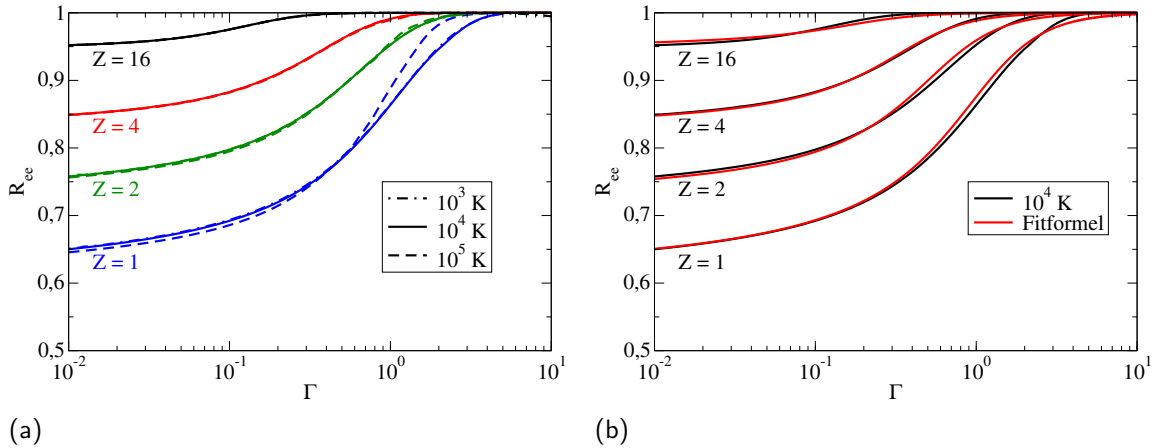 1
0,9
0,8
0,7
0,6
0,5
R_ee
Z = 16
Z = 4
Z = 2
Z = 1
10^3 K
10^4 K
10^5 K
10^-2
10^-1
10^0
10^1
Γ
(a)
1
0,9
0,8
0,7
0,6
0,5
R_ee
Z = 16
Z = 4
Z = 2
Z = 1
10^4 K
Fitformel
10^-2
10^-1
10^0
10^1
Γ
(b)